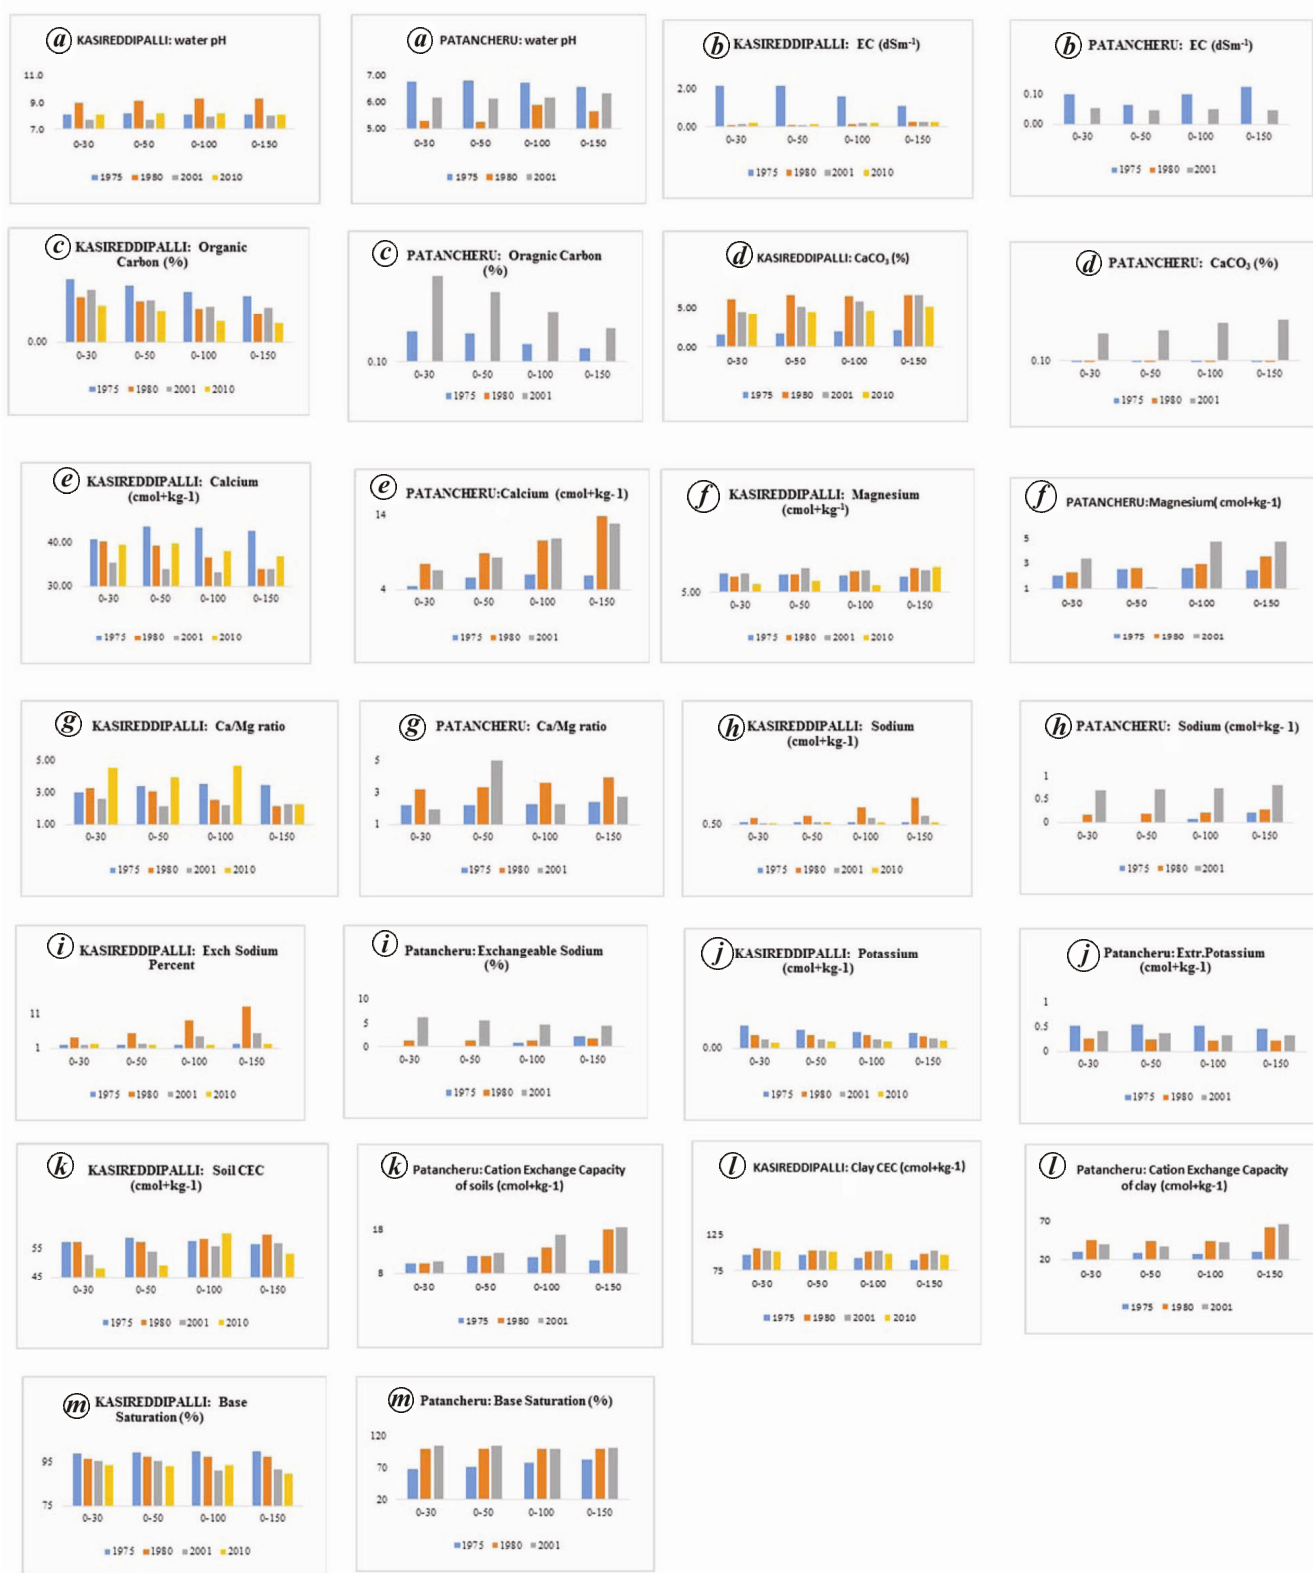 a KASIREDDIPALLI: water pH
11.0
9.0
7.0
0-30 0-50 0-100 0-150
1975 1980 2001 2010
a PATANCHERU: water pH
7.00
6.00
5.00
0-30 0-50 0-100 0-150
1975 1980 2001
b KASIREDDIPALLI: EC (dSm-1)
2.00
0.00
0-30 0-50 0-100 0-150
1975 1980 2001 2010
b PATANCHERU: EC (dSm-1)
0.10
0.00
0-30 0-50 0-100 0-150
1975 1980 2001
c KASIREDDIPALLI: Organic
Carbon (%)
0.00
0-30 0-50 0-100 0-150
1975 1980 2001 2010
c PATANCHERU: Oragnic Carbon
(%)
0.10
0-30 0-50 0-100 0-150
1975 1980 2001
d KASIREDDIPALLI: CaCO3 (%)
5.00
0.00
0-30 0-50 0-100 0-150
1975 1980 2001 2010
d PATANCHERU: CaCO3 (%)
0.10
0-30 0-50 0-100 0-150
1975 1980 2001
e KASIREDDIPALLI: Calcium
(cmol+kg-1)
40.00
30.00
0-30 0-50 0-100 0-150
1975 1980 2001 2010
e PATANCHERU:Calcium (cmol+kg-1)
14
4
0-30 0-50 0-100 0-150
1975 1980 2001
f KASIREDDIPALLI: Magnesium
(cmol+kg-1)
5.00
0-30 0-50 0-100 0-150
1975 1980 2001 2010
f PATANCHERU:Magnesium( cmol+kg-1)
5
3
1
0-30 0-50 0-100 0-150
1975 1980 2001
g KASIREDDIPALLI: Ca/Mg ratio
5.00
3.00
1.00
0-30 0-50 0-100 0-150
1975 1980 2001 2010
g PATANCHERU: Ca/Mg ratio
5
3
1
0-30 0-50 0-100 0-150
1975 1980 2001
h KASIREDDIPALLI: Sodium
(cmol+kg-1)
0.50
0-30 0-50 0-100 0-150
1975 1980 2001 2010
h PATANCHERU: Sodium (cmol+kg- 1)
1
0.5
0
0-30 0-50 0-100 0-150
1975 1980 2001
i KASIREDDIPALLI: Exch Sodium
Percent
11
1
0-30 0-50 0-100 0-150
1975 1980 2001 2010
i Patancheru: Exchangeable Sodium
(%)
10
5
0
0-30 0-50 0-100 0-150
1975 1980 2001
j KASIREDDIPALLI: Potassium
(cmol+kg-1)
0.00
0-30 0-50 0-100 0-150
1975 1980 2001 2010
j Patancheru: Extr.Potassium
(cmol+kg-1)
1
0.5
0
0-30 0-50 0-100 0-150
1975 1980 2001
k KASIREDDIPALLI: Soil CEC
(cmol+kg-1)
55
45
0-30 0-50 0-100 0-150
1975 1980 2001 2010
k Patancheru: Cation Exchange Capacity
of soils (cmol+kg-1)
18
8
0-30 0-50 0-100 0-150
1975 1980 2001
l KASIREDDIPALLI: Clay CEC (cmol+kg-1)
125
75
0-30 0-50 0-100 0-150
1975 1980 2001 2010
l Patancheru: Cation Exchange Capacity
of clay (cmol+kg-1)
70
20
0-30 0-50 0-100 0-150
1975 1980 2001
m KASIREDDIPALLI: Base
Saturation (%)
95
75
0-30 0-50 0-100 0-150
1975 1980 2001 2010
m Patancheru: Base Saturation (%)
120
70
20
0-30 0-50 0-100 0-150
1975 1980 2001